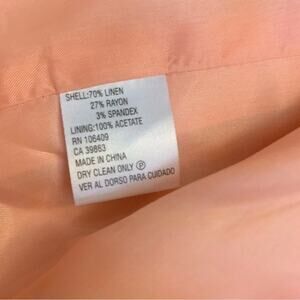 SHELL:70% LINEN
27% RAYON
3% SPANDEX
LINING:100% ACETATE
RN 106409
CA 39863
MADE IN CHINA
DRY CLEAN ONLY Ⓟ
VER AL DORSO PARA CUIDADO